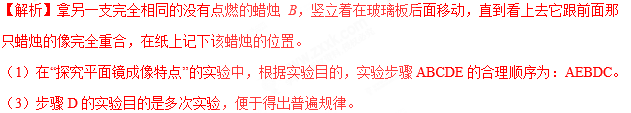 【解析】拿另一支完全相同的没有点燃的蜡烛 B，竖立着在玻璃板后面移动，直到看上去它跟前面那
只蜡烛的像完全重合，在纸上记下该蜡烛的位置。
（1）在“探究平面镜成像特点”的实验中，根据实验目的，实验步骤 ABCDE 的合理顺序为：AEBDC。
（3）步骤 D 的实验目的是多次实验，便于得出普遍规律。